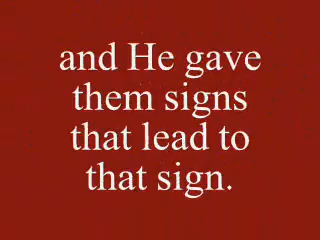 and He gave
them signs
that lead to
that sign.